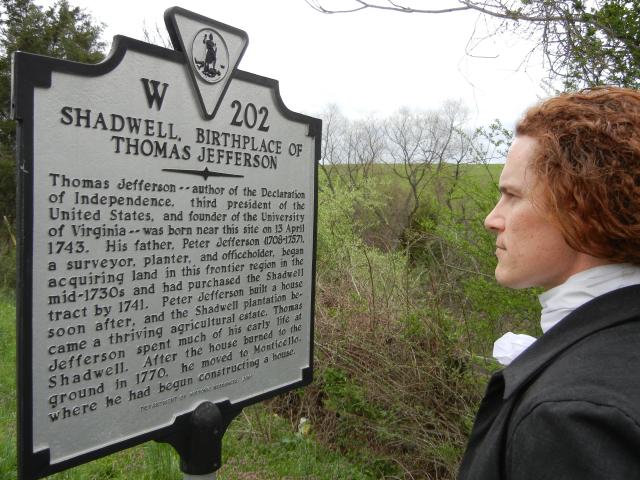 W 202
SHADWELL, BIRTHPLACE OF
THOMAS JEFFERSON
Thomas Jefferson -- author of the Declaration
of Independence, third president of the
United States, and founder of the University
of Virginia -- was born near this site on 13 April
1743. His father, Peter Jefferson (1708-1757),
a surveyor, planter, and officeholder, began
acquiring land in this frontier region in the
mid-1730s and had purchased the Shadwell
tract by 1741. Peter Jefferson built a house
soon after, and the Shadwell plantation be-
came a thriving agricultural estate. Thomas
Jefferson spent much of his early life at
Shadwell. After the house burned to the
ground in 1770, he moved to Monticello,
where he had begun constructing a house.
DEPARTMENT OF HISTORIC RESOURCES,